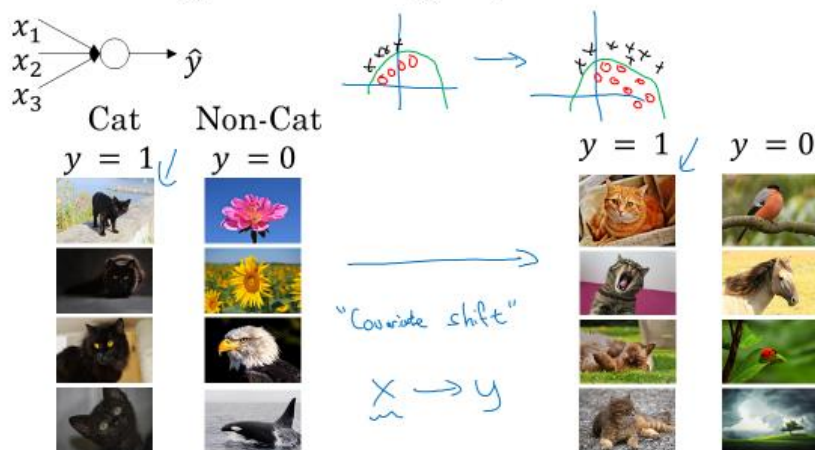 x₁
x₂
x₃
ŷ
Cat Non-Cat
y = 1 y = 0
y = 1 y = 0
"Covariate shift"
X → y